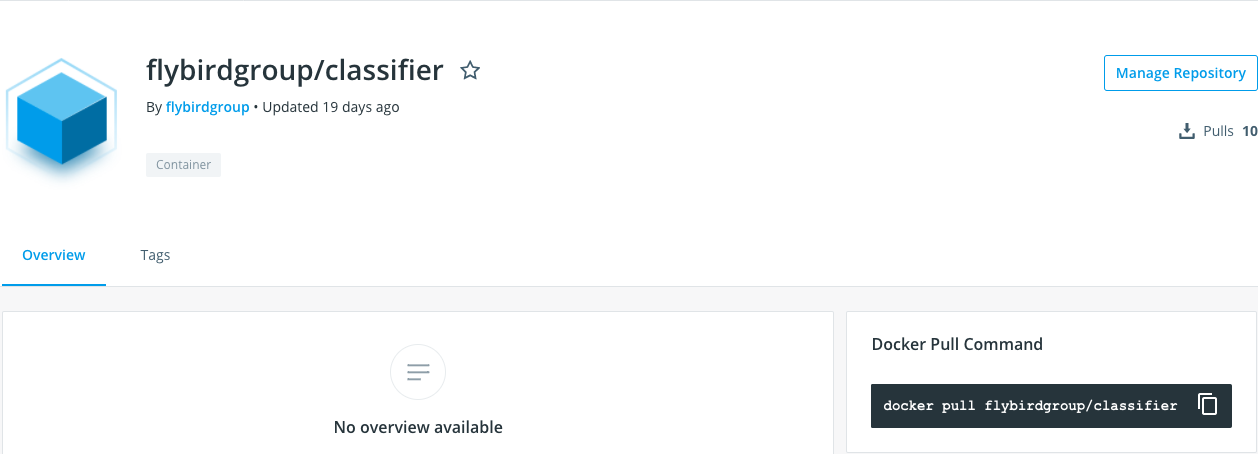 flybirdgroup/classifier
Manage Repository
By flybirdgroup • Updated 19 days ago
Pulls 10
Container
Overview Tags
Docker Pull Command
docker pull flybirdgroup/classifier
No overview available